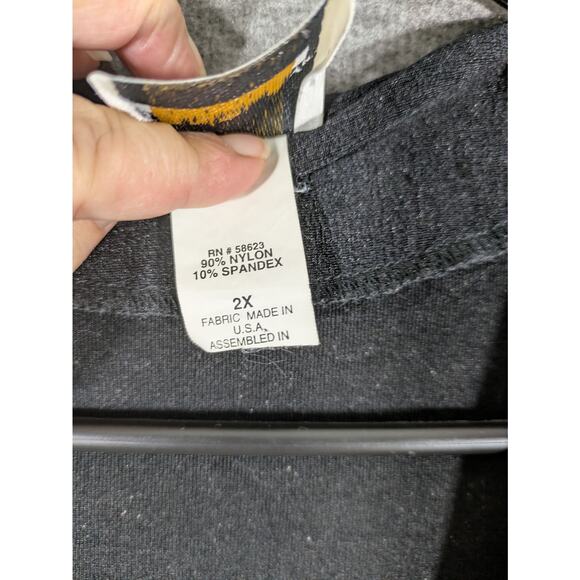 RN # 58623
90% NYLON
10% SPANDEX
2X
FABRIC MADE IN
U.S.A.
ASSEMBLED IN